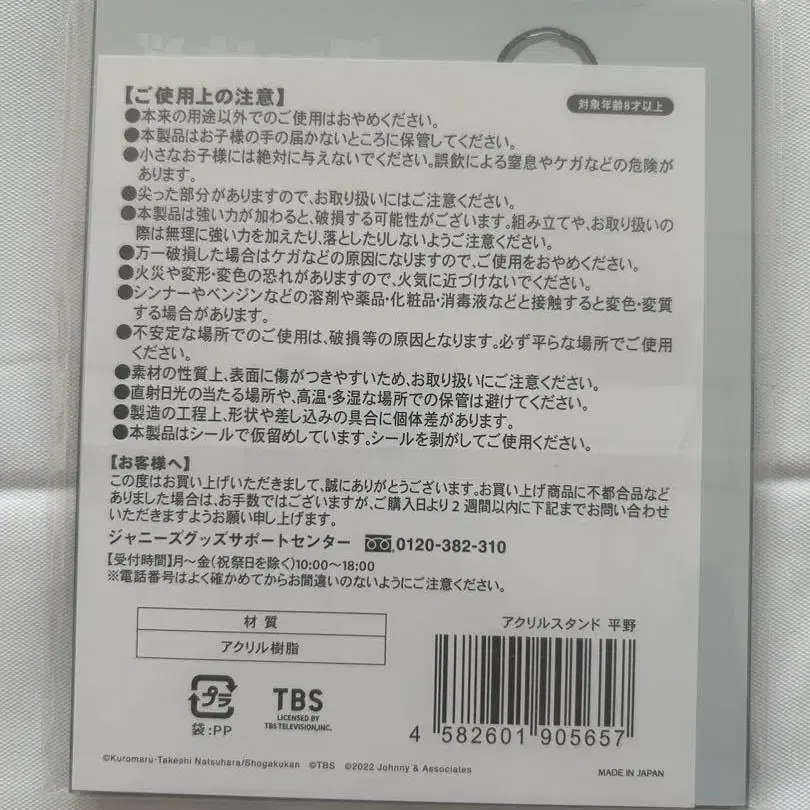 【ご使用上の注意】
対象年齢8才以上
●本来の用途以外でのご使用はおやめください。
●本製品はお子様の手の届かないところに保管してください。
●小さなお子様には絶対に与えないでください。誤飲による窒息やケガなどの危険が
あります。
●尖った部分がありますので、お取り扱いにはご注意ください。
●本製品は強い力が加わると、破損する可能性がございます。組み立てや、お取り扱いの
際は無理に強い力を加えたり、落としたりしないようご注意ください。
●万一破損した場合はケガなどの原因になりますので、ご使用をおやめください。
●火災や変形・変色の恐れがありますので、火気に近づけないでください。
●シンナーやベンジンなどの溶剤や薬品・化粧品・消毒液などと接触すると変色・変質
する場合があります。
●不安定な場所でのご使用は、破損等の原因となります。必ず平らな場所でご使用
ください。
●素材の性質上、表面に傷がつきやすいため、お取り扱いにご注意ください。
●直射日光の当たる場所や、高温・多湿な場所での保管は避けてください。
●製造の工程上、形状や差し込みの具合に個体差があります。
●本製品はシールで仮留めしています。シールを剥がしてご使用ください。
【お客様へ】
この度はお買い上げいただきまして、誠にありがとうございます。お買い上げ商品に不都合品など
ありました場合は、お手数ではございますが、ご購入日より2週間以内に下記までお問い合わせ
いただきますようお願い申し上げます。
ジャニーズグッズサポートセンター 0120-382-310
【受付時間】月〜金(祝祭日を除く)10:00〜18:00
※電話番号はよく確かめてからお間違いのないようにご注意ください。
材 質
アクリル樹脂
アクリルスタンド 平野
プラ
袋:PP
TBS
LICENSED BY
TBS TELEVISION, INC.
4 582601 905657
©Kuromaru・Takeshi Natsuhara/Shogakukan ©TBS ©2022 Johnny & Associates
MADE IN JAPAN